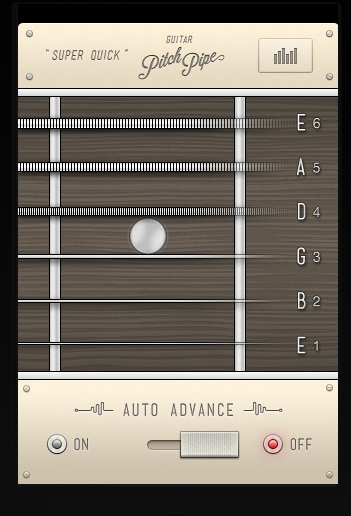 GUITAR
"SUPER QUICK" Pitch Pipe
E 6
A 5
D 4
G 3
B 2
E 1
AUTO ADVANCE
ON OFF